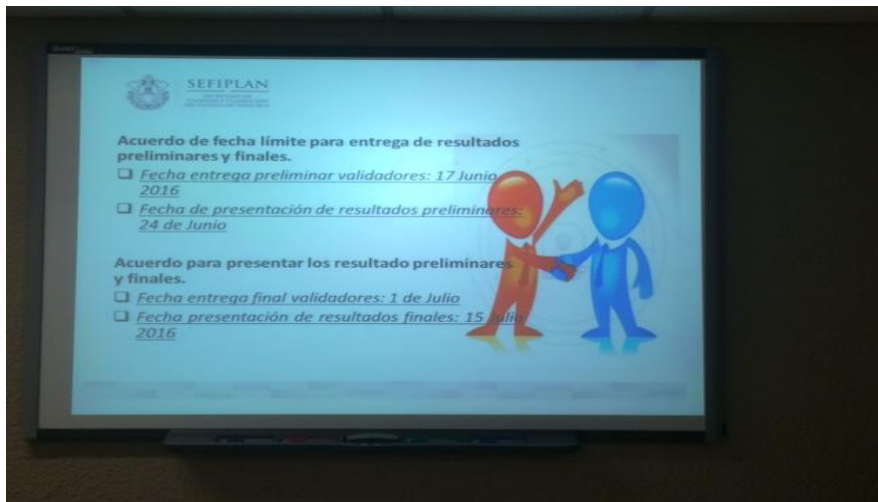 SEFIPLAN
Acuerdo de fecha límite para entrega de resultados
preliminares y finales.
Fecha entrega preliminar validadores: 17 Junio
2016
Fecha de presentación de resultados preliminares:
24 de Junio
Acuerdo para presentar los resultado preliminares
y finales.
Fecha entrega final validadores: 1 de Julio
Fecha presentación de resultados finales: 15 Julio
2016